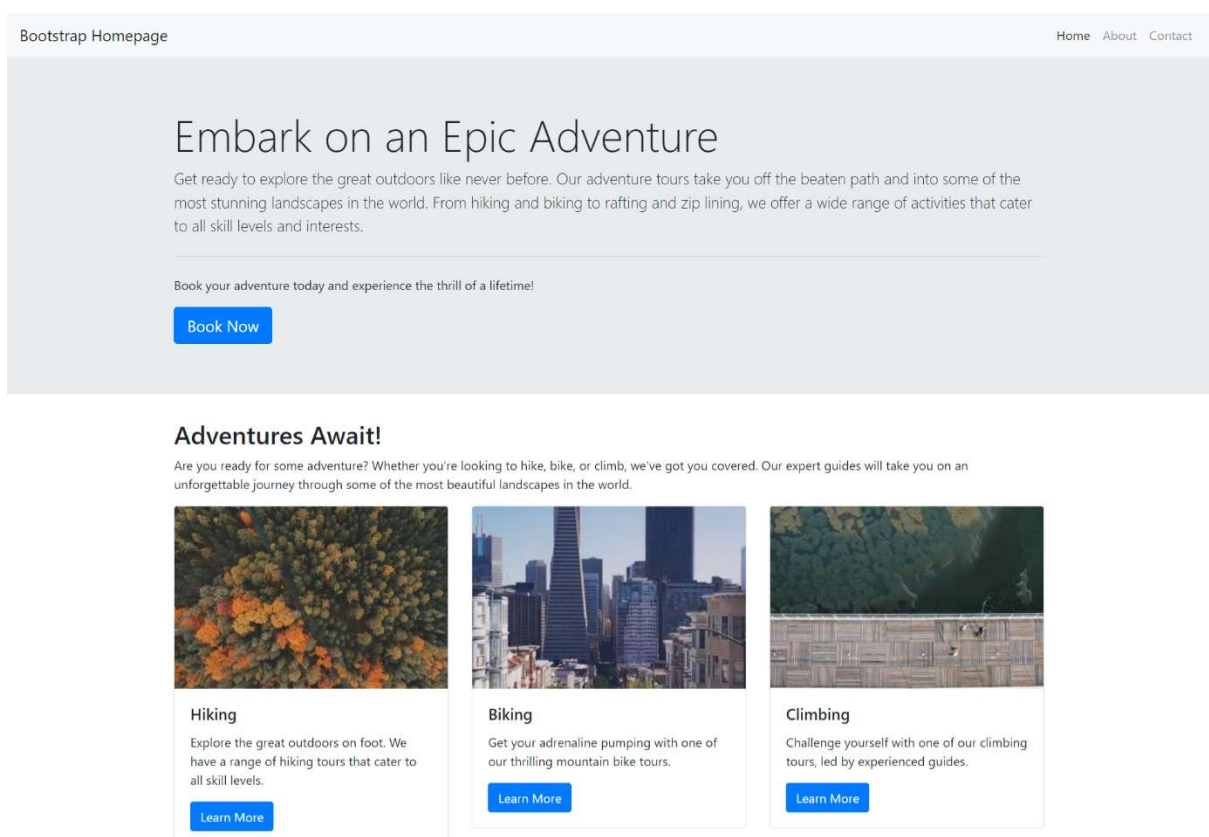 Bootstrap Homepage
Home About Contact
Embark on an Epic Adventure
Get ready to explore the great outdoors like never before. Our adventure tours take you off the beaten path and into some of the
most stunning landscapes in the world. From hiking and biking to rafting and zip lining, we offer a wide range of activities that cater
to all skill levels and interests.
Book your adventure today and experience the thrill of a lifetime!
Book Now
Adventures Await!
Are you ready for some adventure? Whether you're looking to hike, bike, or climb, we've got you covered. Our expert guides will take you on an
unforgettable journey through some of the most beautiful landscapes in the world.
Hiking
Explore the great outdoors on foot. We
have a range of hiking tours that cater to
all skill levels.
Learn More
Biking
Get your adrenaline pumping with one of
our thrilling mountain bike tours.
Learn More
Climbing
Challenge yourself with one of our climbing
tours, led by experienced guides.
Learn More